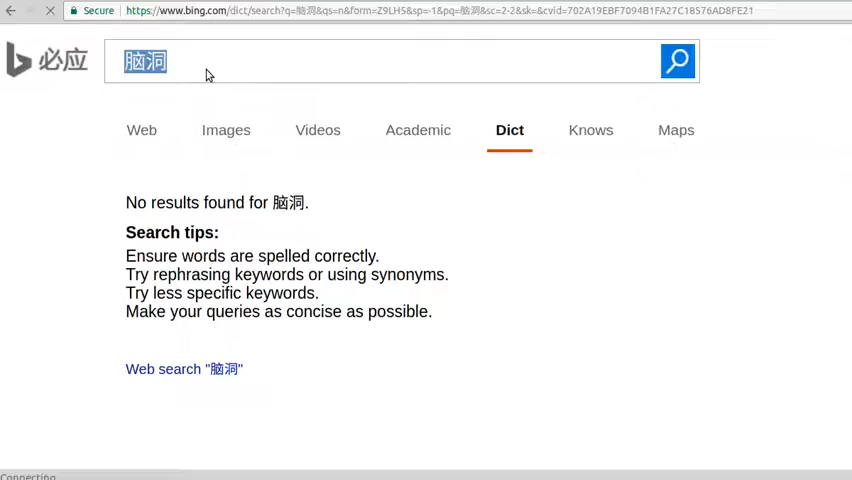 Secure https://www.bing.com/dict/search?q=脑洞&qs=n&form=Z9LH5&sp=-1&pq=脑洞&sc=2-2&sk=&cvid=702A19EBF7094B1FA27C18576AD8FE21
必应 脑洞
Web Images Videos Academic Dict Knows Maps
No results found for 脑洞.
Search tips:
Ensure words are spelled correctly.
Try rephrasing keywords or using synonyms.
Try less specific keywords.
Make your queries as concise as possible.
Web search "脑洞"
Connecting